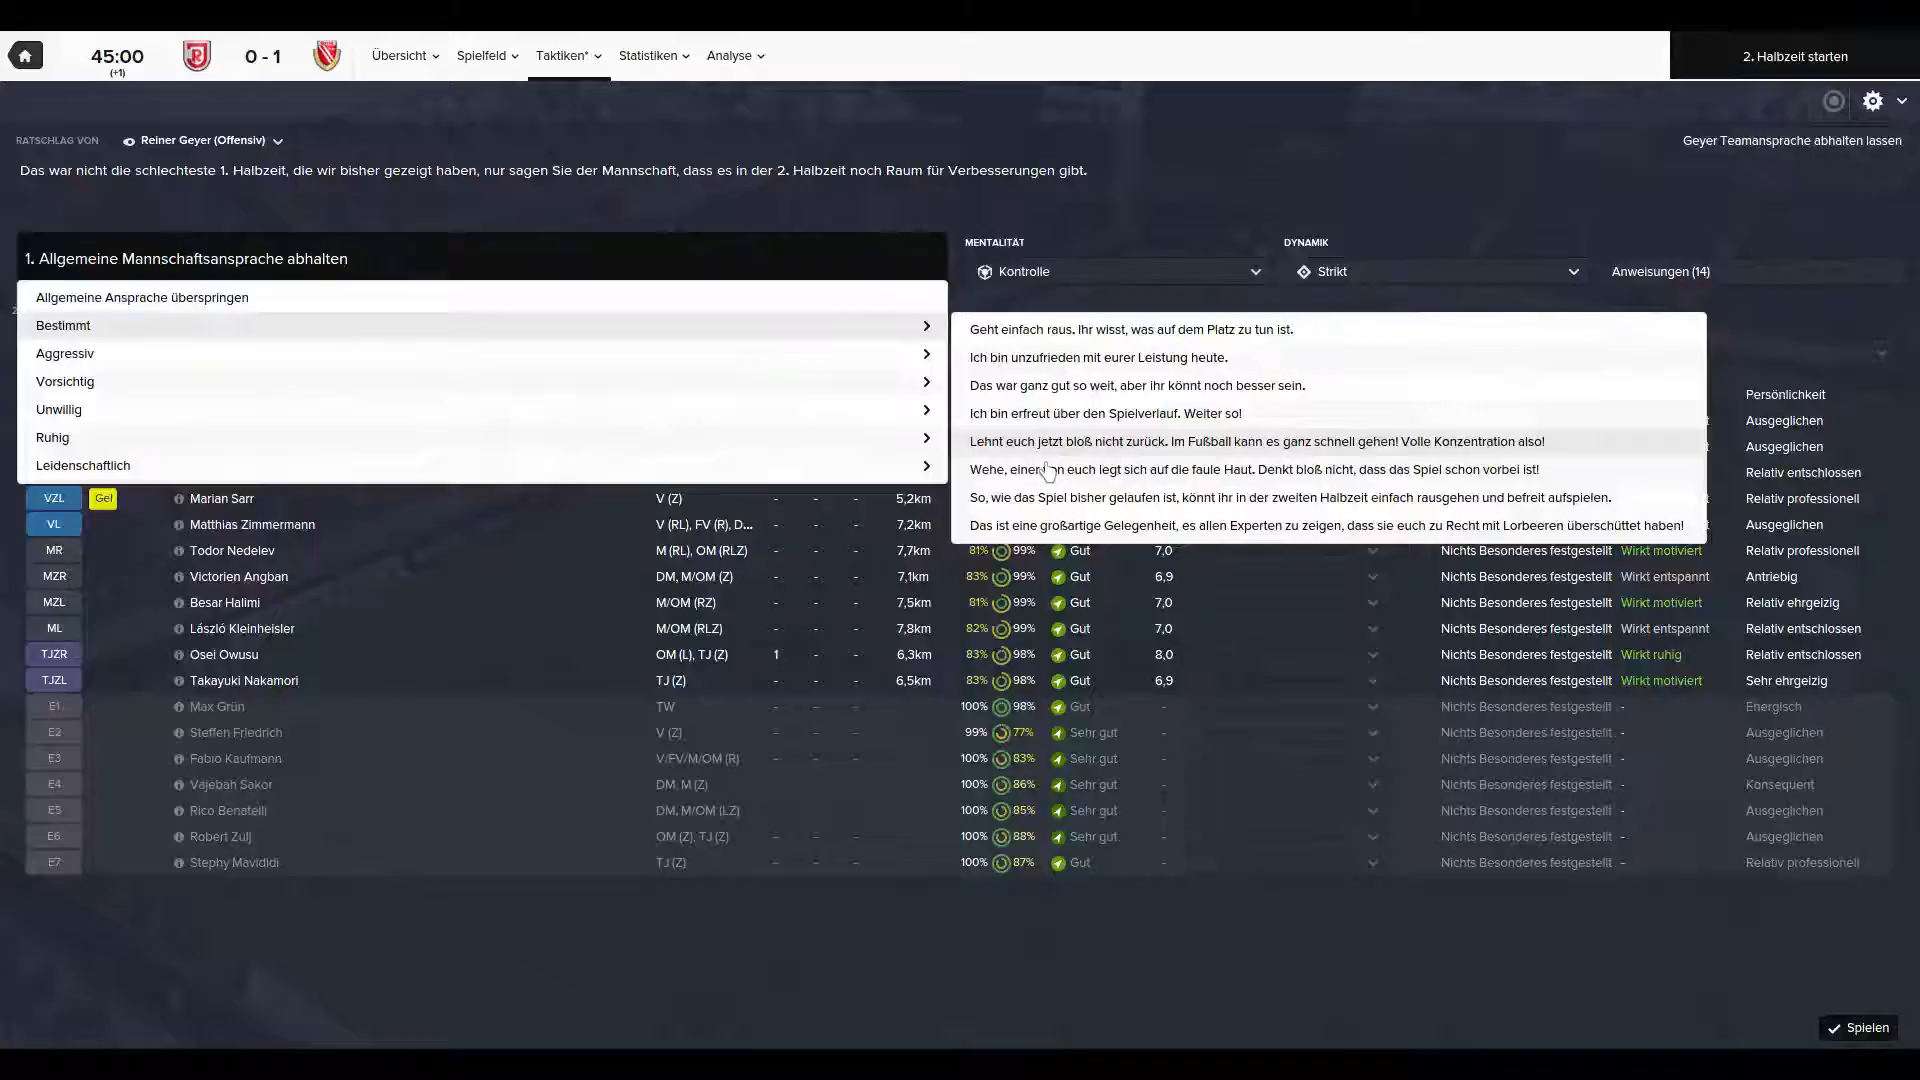 45:00
(+1)
0 - 1
Übersicht
Spielfeld
Taktiken*
Statistiken
Analyse
2. Halbzeit starten
RATSCHLAG VON
Reiner Geyer (Offensiv)
Geyer Teamansprache abhalten lassen
Das war nicht die schlechteste 1. Halbzeit, die wir bisher gezeigt haben, nur sagen Sie der Mannschaft, dass es in der 2. Halbzeit noch Raum für Verbesserungen gibt.
1. Allgemeine Mannschaftsansprache abhalten
MENTALITÄT
Kontrolle
DYNAMIK
Strikt
Anweisungen (14)
Allgemeine Ansprache überspringen
Bestimmt
Aggressiv
Vorsichtig
Unwillig
Ruhig
Leidenschaftlich
Geht einfach raus. Ihr wisst, was auf dem Platz zu tun ist.
Ich bin unzufrieden mit eurer Leistung heute.
Das war ganz gut so weit, aber ihr könnt noch besser sein.
Ich bin erfreut über den Spielverlauf. Weiter so!
Lehnt euch jetzt bloß nicht zurück. Im Fußball kann es ganz schnell gehen! Volle Konzentration also!
Wehe, einer von euch legt sich auf die faule Haut. Denkt bloß nicht, dass das Spiel schon vorbei ist!
So, wie das Spiel bisher gelaufen ist, könnt ihr in der zweiten Halbzeit einfach rausgehen und befreit aufspielen.
Das ist eine großartige Gelegenheit, es allen Experten zu zeigen, dass sie euch zu Recht mit Lorbeeren überschüttet haben!
Persönlichkeit
Ausgeglichen
Ausgeglichen
Relativ entschlossen
VZL Gel Marian Sarr V (Z) - - - 5,2km Relativ professionell
VL Matthias Zimmermann V (RL), FV (R), D... - - - 7,2km Ausgeglichen
MR Todor Nedelev M (RL), OM (RLZ) - - - 7,7km 81% 99% Gut 7,0 Nichts Besonderes festgestellt Wirkt motiviert Relativ professionell
MZR Victorien Angban DM, M/OM (Z) - - - 7,1km 83% 99% Gut 6,9 Nichts Besonderes festgestellt Wirkt entspannt Antriebig
MZL Besar Halimi M/OM (RZ) - - - 7,5km 81% 99% Gut 7,0 Nichts Besonderes festgestellt Wirkt motiviert Relativ ehrgeizig
ML László Kleinheisler M/OM (RLZ) - - - 7,8km 82% 99% Gut 7,0 Nichts Besonderes festgestellt Wirkt entspannt Relativ entschlossen
TJZR Osei Owusu OM (L), TJ (Z) 1 - - 6,3km 83% 98% Gut 8,0 Nichts Besonderes festgestellt Wirkt ruhig Relativ entschlossen
TJZL Takayuki Nakamori TJ (Z) - - - 6,5km 83% 98% Gut 6,9 Nichts Besonderes festgestellt Wirkt motiviert Sehr ehrgeizig
E1 Max Grün TW - - - 100% 98% Gut - Nichts Besonderes festgestellt - Energisch
E2 Steffen Friedrich V (Z) - - - 99% 77% Sehr gut - Nichts Besonderes festgestellt - Ausgeglichen
E3 Fabio Kaufmann V/FV/M/OM (R) - - - 100% 83% Sehr gut - Nichts Besonderes festgestellt - Ausgeglichen
E4 Vajebah Sakor DM, M (Z) - - - 100% 86% Sehr gut - Nichts Besonderes festgestellt - Konsequent
E5 Rico Benatelli DM, M/OM (LZ) - - - 100% 85% Sehr gut - Nichts Besonderes festgestellt - Ausgeglichen
E6 Robert Zulj OM (Z), TJ (Z) - - - 100% 88% Sehr gut - Nichts Besonderes festgestellt - Ausgeglichen
E7 Stephy Mavididi TJ (Z) - - - 100% 87% Gut - Nichts Besonderes festgestellt - Relativ professionell
Spielen